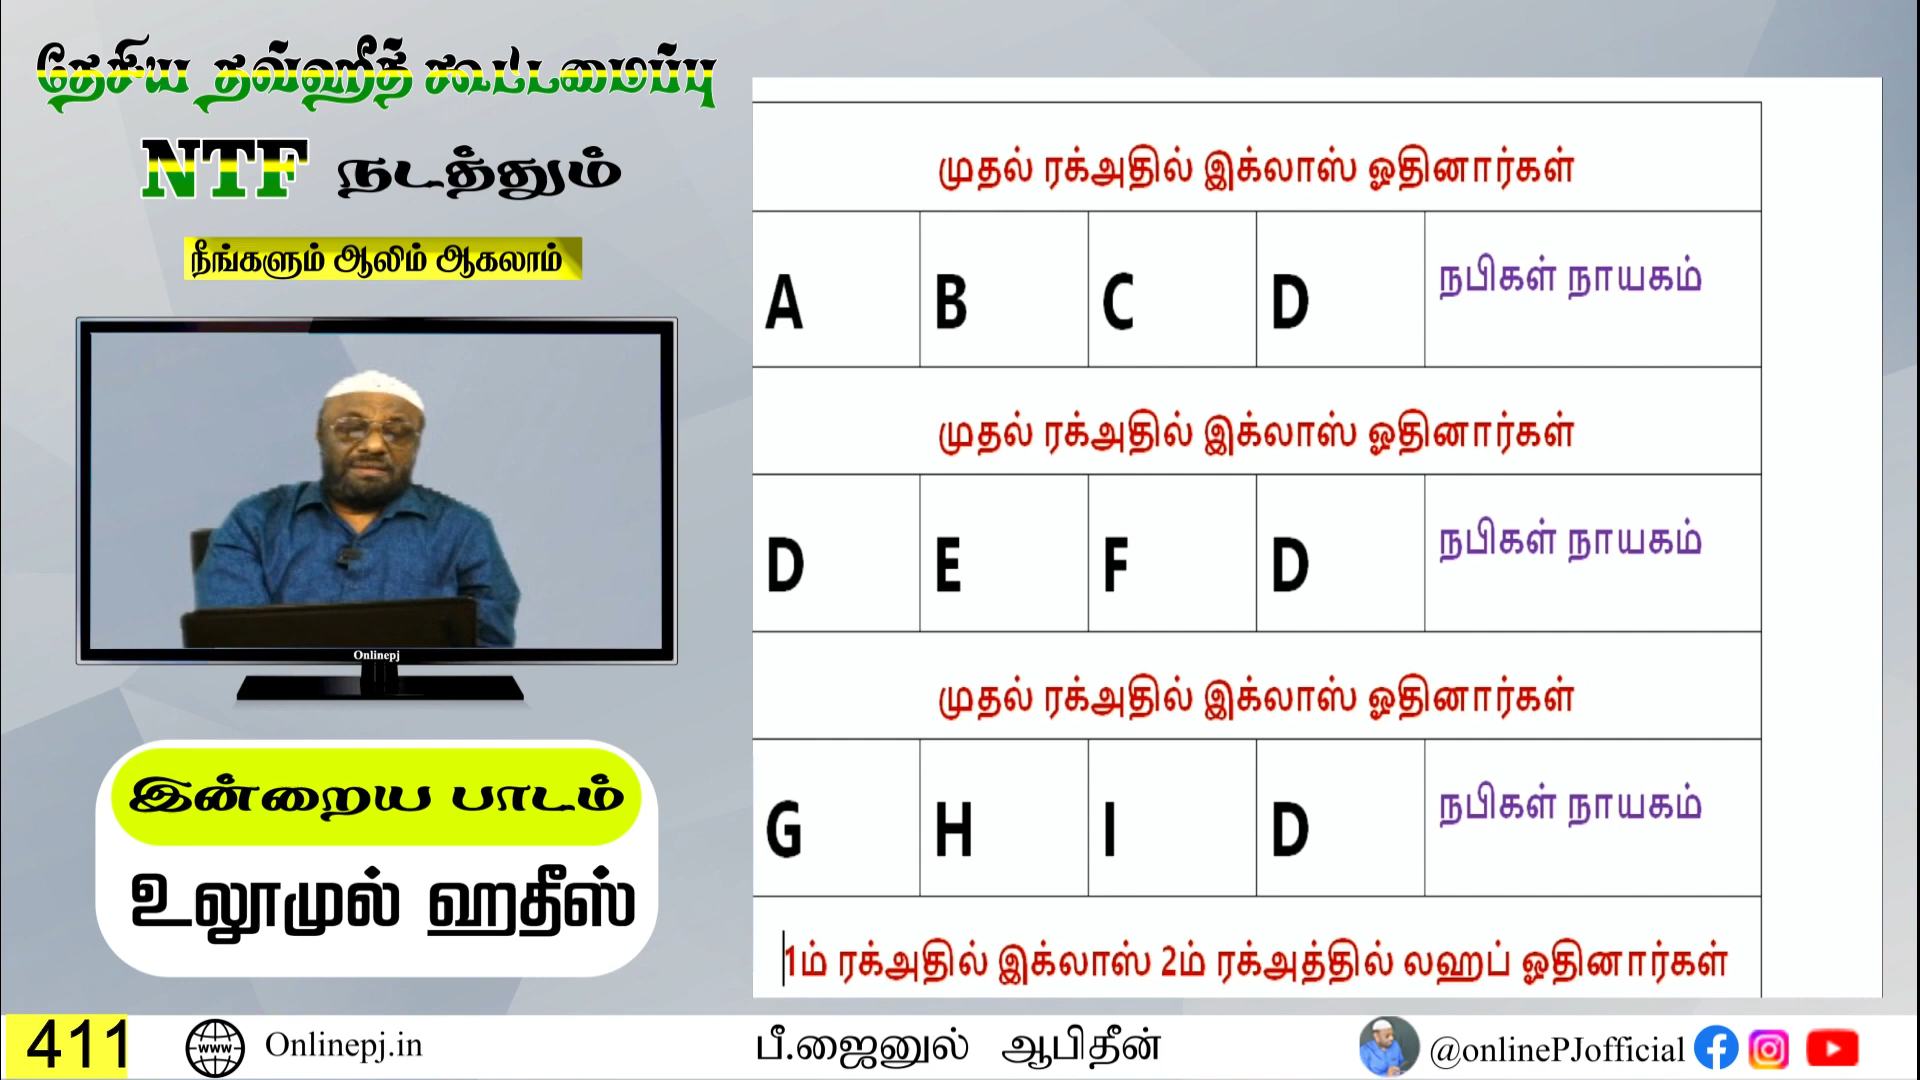 தேசிய தவ்ஹீத் கூட்டமைப்பு
NTF நடத்தும்
நீங்களும் ஆலிம் ஆகலாம்
Onlinepj
இன்றைய பாடம்
உலூமுல் ஹதீஸ்
முதல் ரக்அதில் இக்லாஸ் ஓதினார்கள்
A B C D நபிகள் நாயகம்
முதல் ரக்அதில் இக்லாஸ் ஓதினார்கள்
D E F D நபிகள் நாயகம்
முதல் ரக்அதில் இக்லாஸ் ஓதினார்கள்
G H I D நபிகள் நாயகம்
1ம் ரக்அதில் இக்லாஸ் 2ம் ரக்அத்தில் லஹப் ஓதினார்கள்
411 www Onlinepj.in பீ.ஜைனுல் ஆபிதீன் @onlinePJofficial